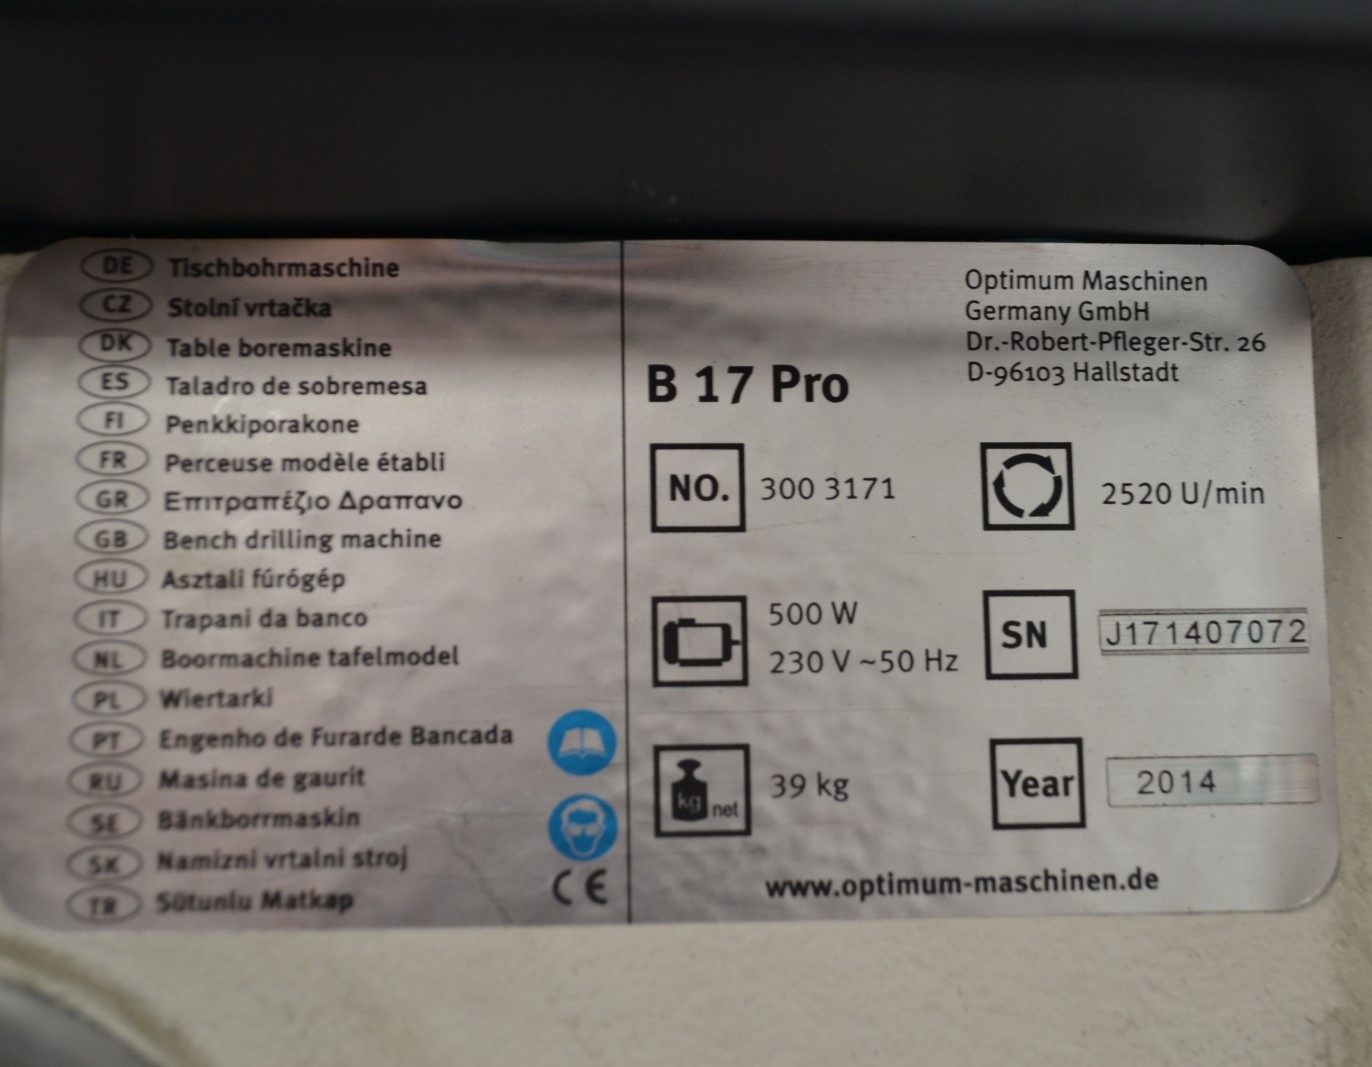 DE Tischbohrmaschine
CZ Stolní vrtačka
DK Table boremaskine
ES Taladro de sobremesa
FI Penkkiporakone
FR Perceuse modèle établi
GR Επιτραπέζιο Δραπανο
GB Bench drilling machine
HU Asztali fúrógép
IT Trapani da banco
NL Boormachine tafelmodel
PL Wiertarki
PT Engenho de Furarde Bancada
RU Masina de gaurit
SE Bänkborrmaskin
SK Namizni vrtalni stroj
TR Sütunlu Matkap
CE
Optimum Maschinen
Germany GmbH
Dr.-Robert-Pfleger-Str. 26
D-96103 Hallstadt
B 17 Pro
NO. 300 3171
2520 U/min
500 W
230 V ~50 Hz
SN J171407072
kg net 39 kg
Year 2014
www.optimum-maschinen.de